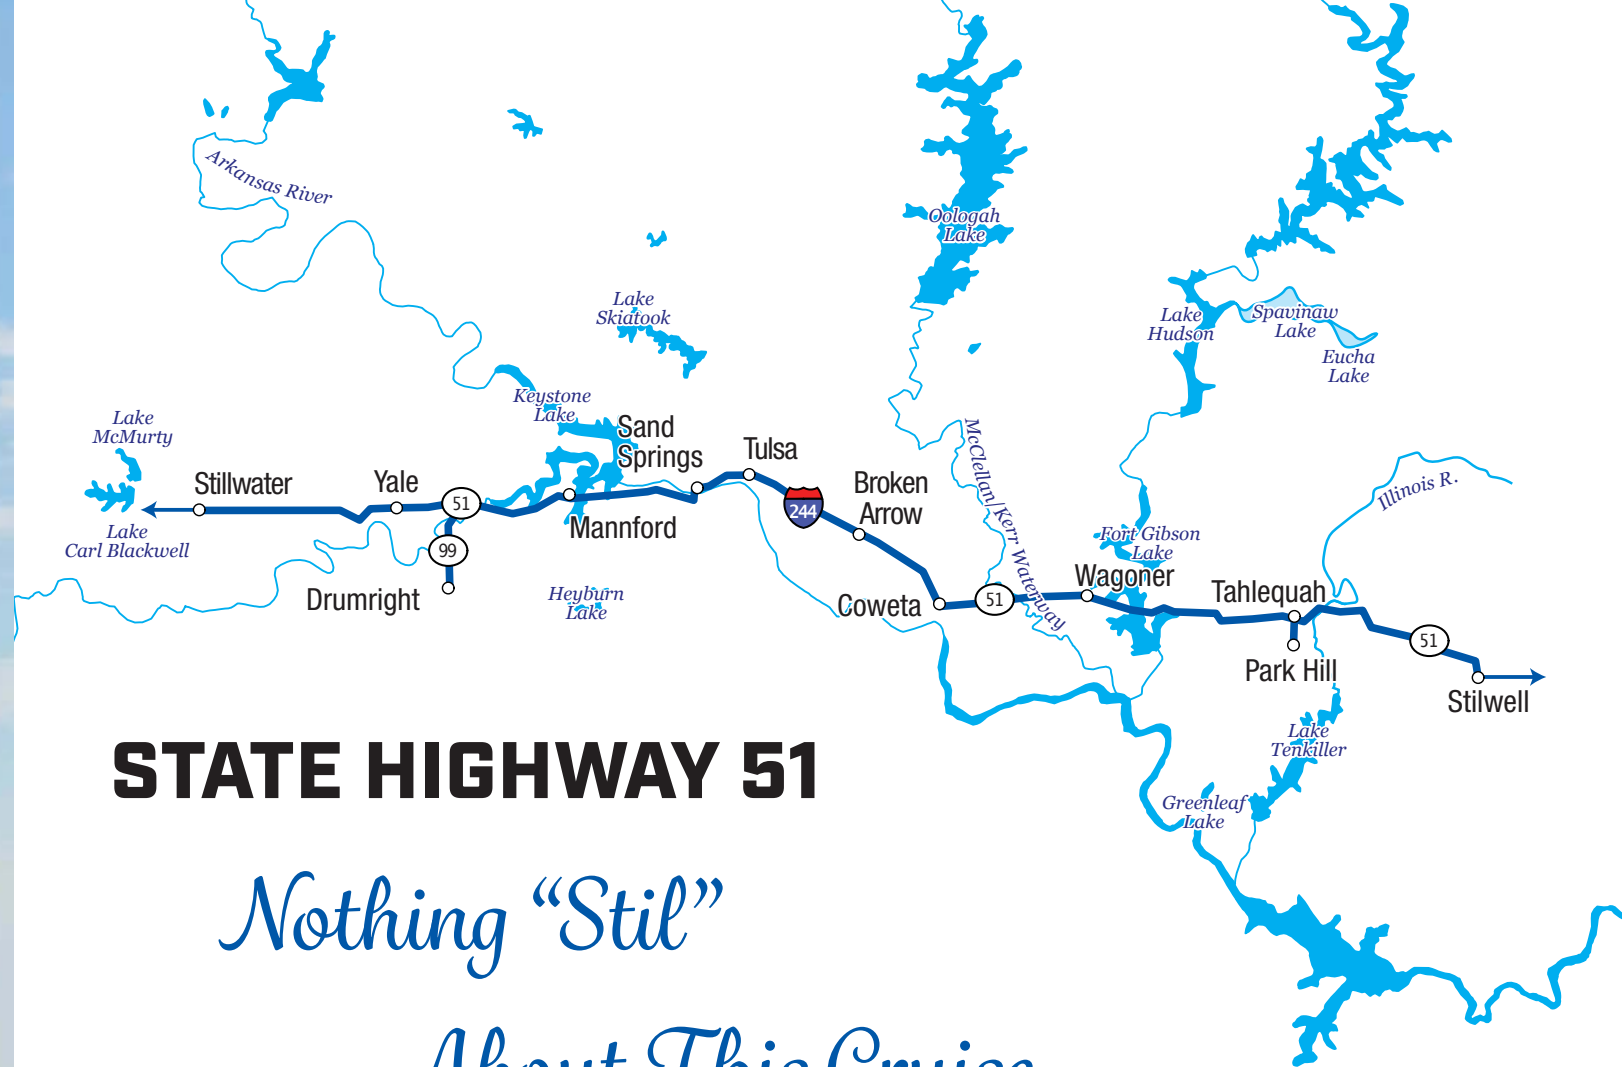 Arkansas River
Oologah
Lake
Lake
Skiatook
Lake
Hudson
Spavinaw
Lake
Eucha
Lake
Keystone
Lake
Lake
McMurty
Sand
Springs
Tulsa
McClellan/Kerr Waterway
Stillwater
Yale
51
Broken
Arrow
244
Illinois R.
Lake
Carl Blackwell
99
Mannford
Fort Gibson
Lake
Drumright
Heyburn
Lake
Coweta
51
Wagoner
Tahlequah
51
Park Hill
Stilwell
Lake
Tenkiller
Greenleaf
Lake
STATE HIGHWAY 51
Nothing “Stil”
About This Cruise